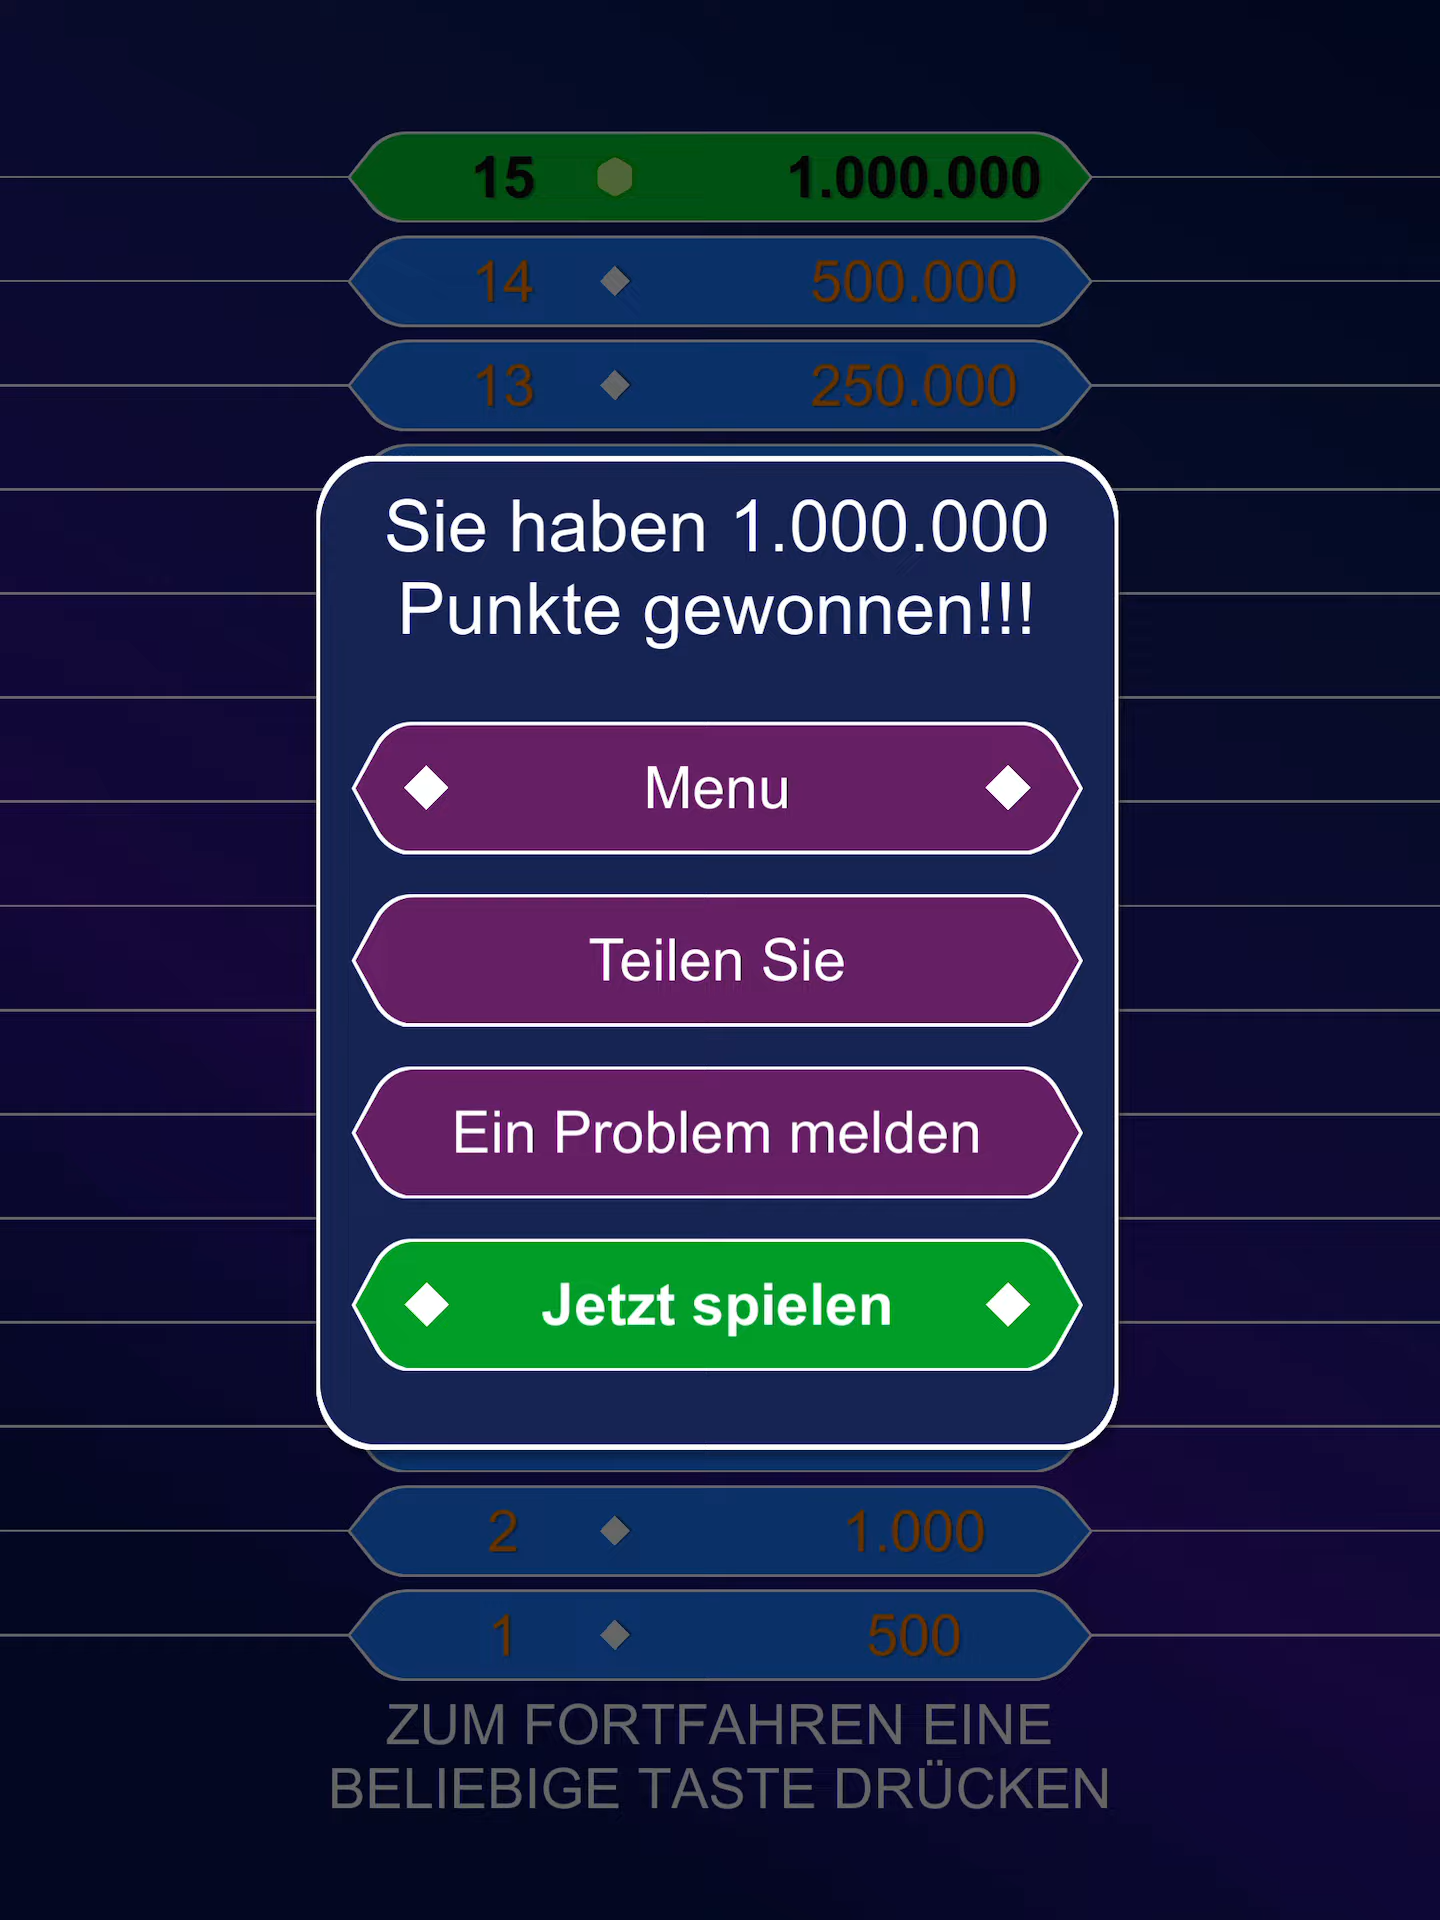 15 1.000.000
14 500.000
13 250.000
Sie haben 1.000.000
Punkte gewonnen!!!
Menu
Teilen Sie
Ein Problem melden
Jetzt spielen
2 1.000
1 500
ZUM FORTFAHREN EINE
BELIEBIGE TASTE DRÜCKEN